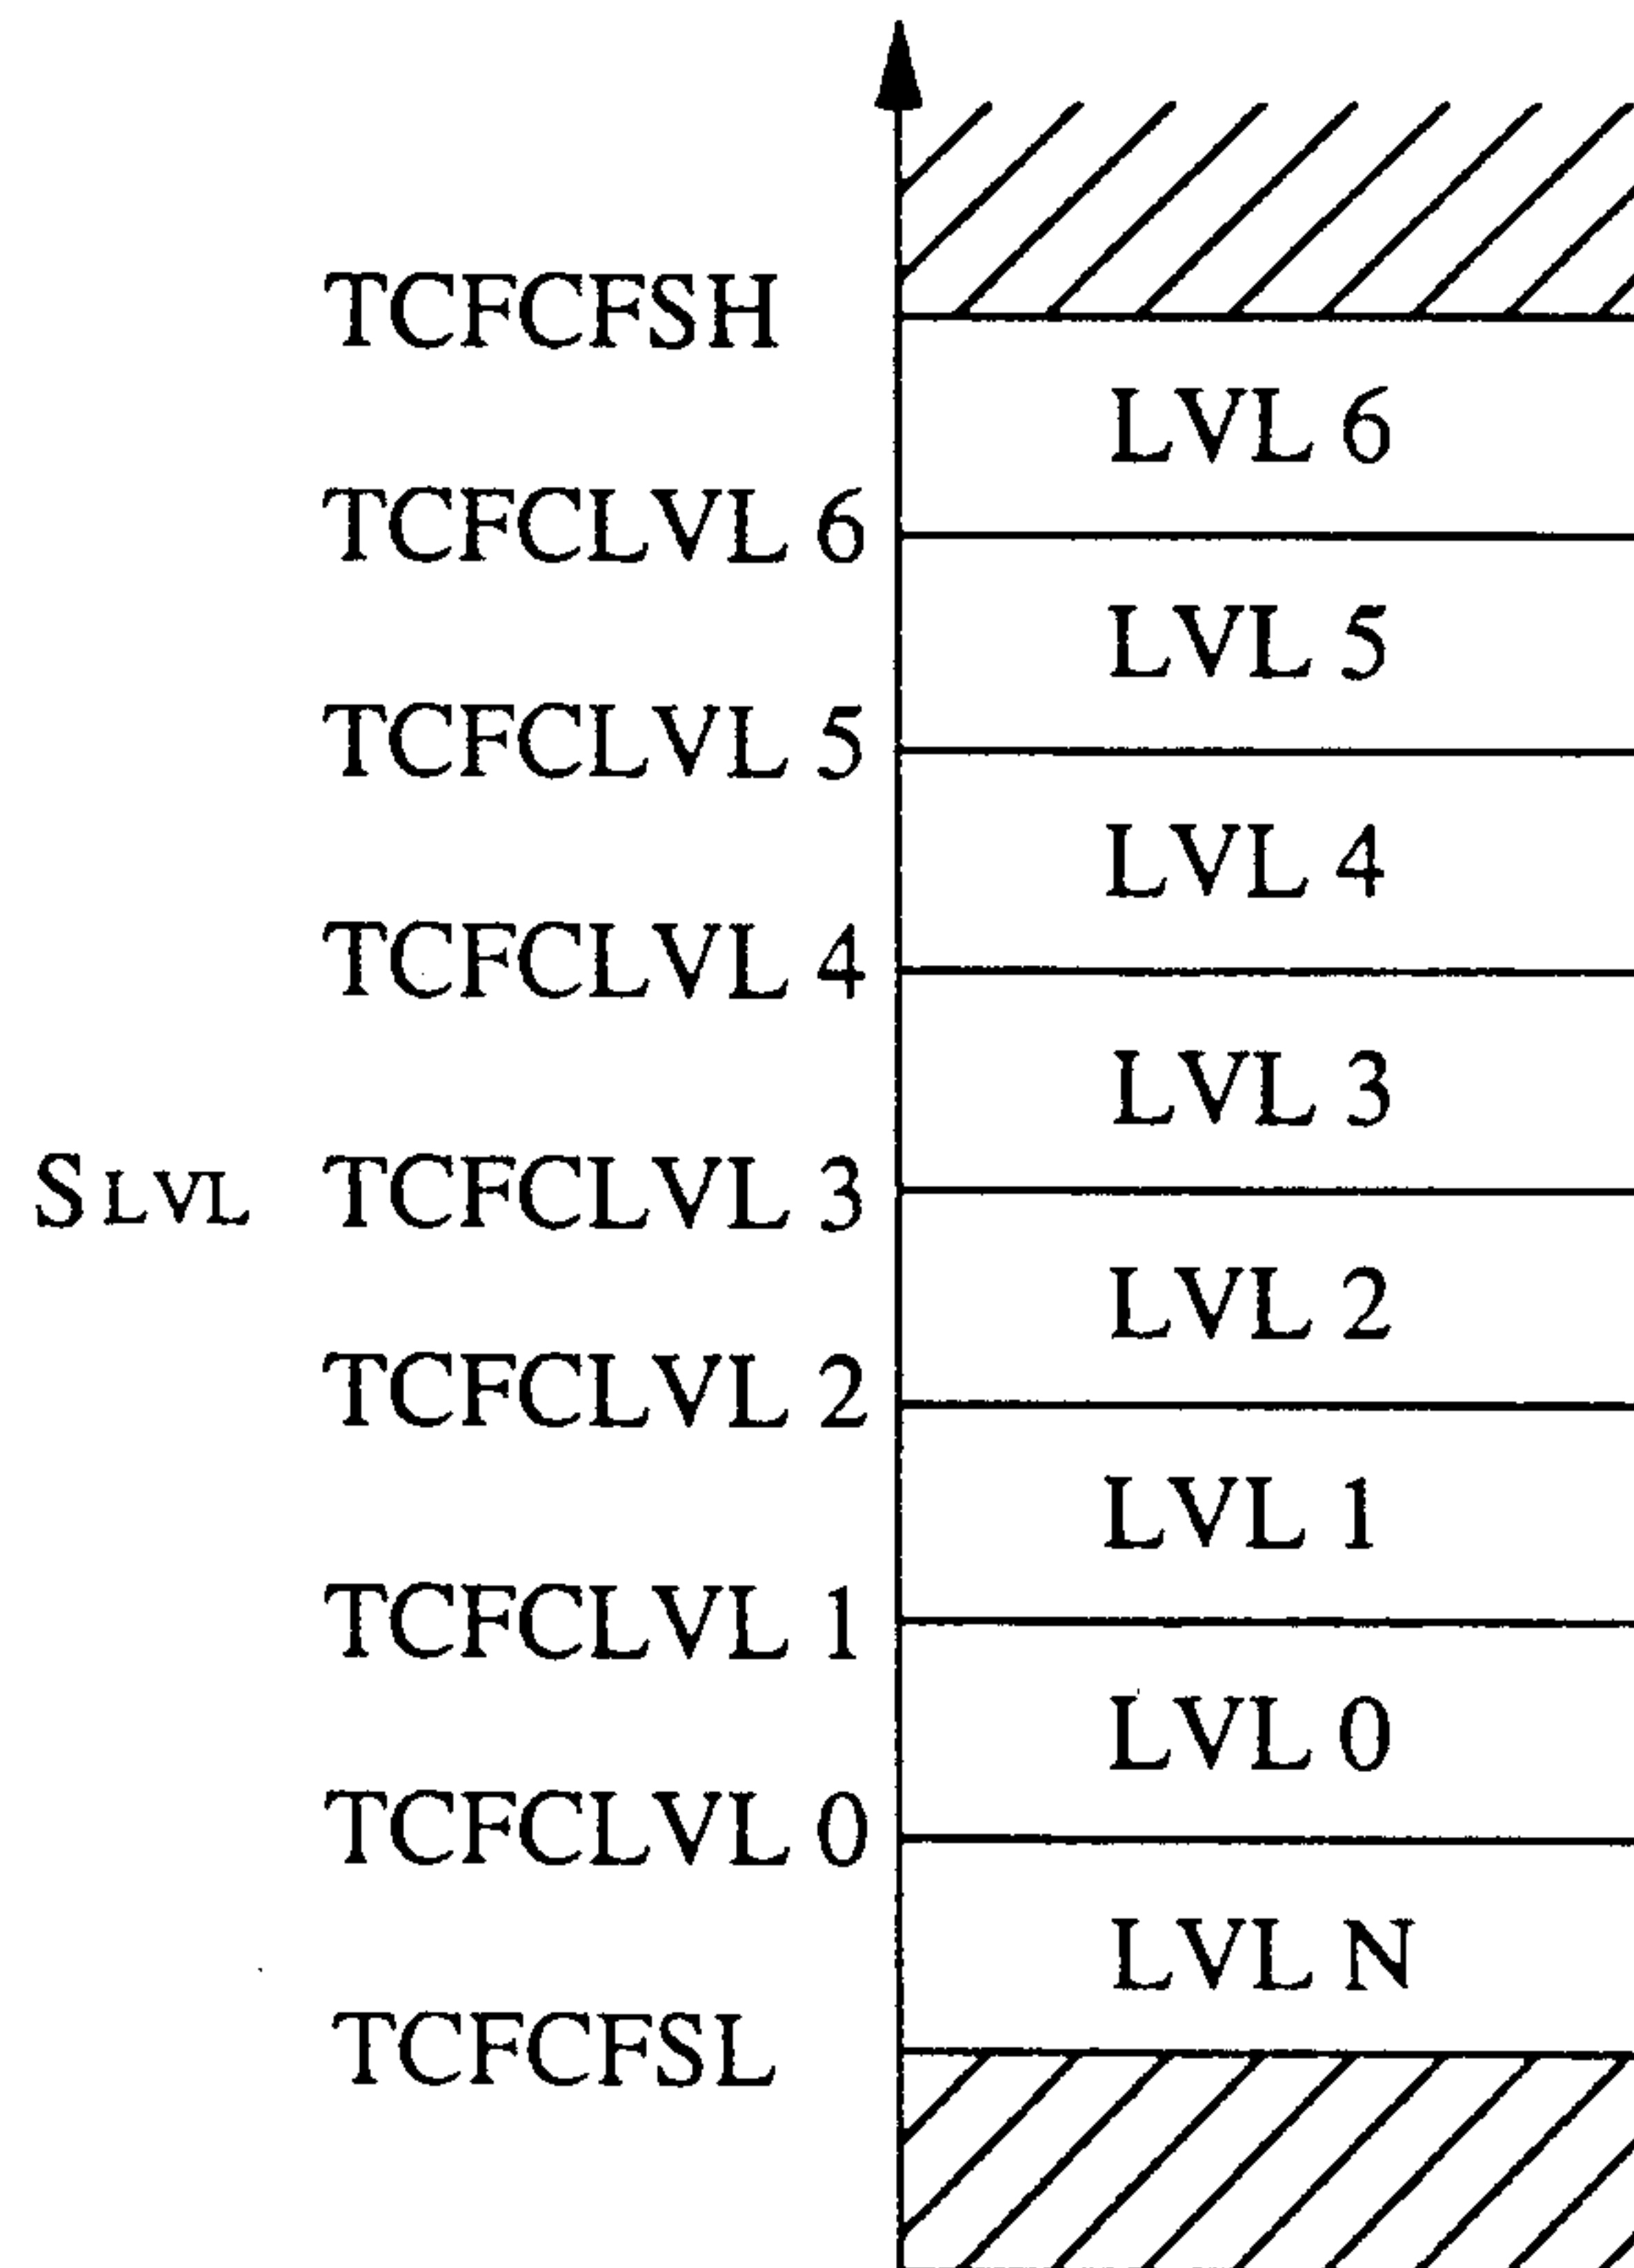 TCFCFSH
LVL 6
TCFCLVL 6
LVL 5
TCFCLVL 5
LVL 4
TCFCLVL 4
LVL 3
SLVL TCFCLVL 3
LVL 2
TCFCLVL 2
LVL 1
TCFCLVL 1
LVL 0
TCFCLVL 0
LVL N
TCFCFSL